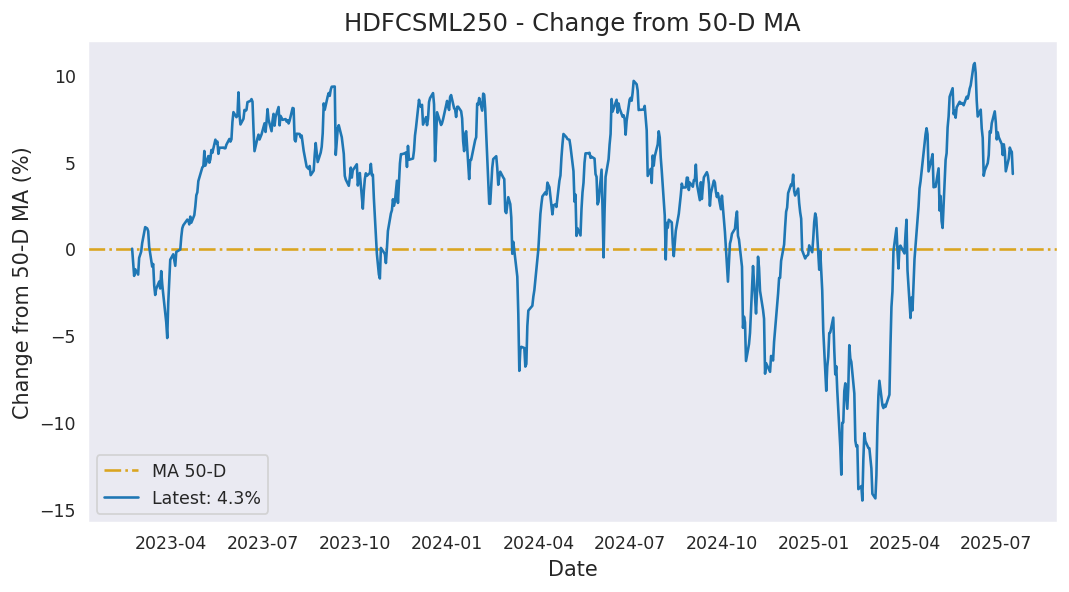 HDFCSML250 - Change from 50-D MA
Change from 50-D MA (%)
10
5
0
−5
−10
−15
MA 50-D
Latest: 4.3%
2023-04 2023-07 2023-10 2024-01 2024-04 2024-07 2024-10 2025-01 2025-04 2025-07
Date